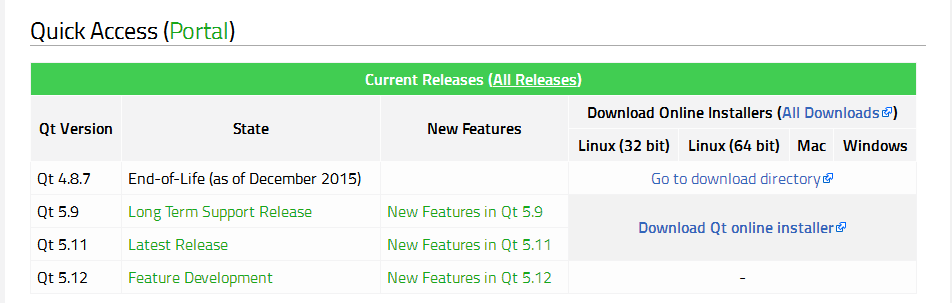 Quick Access (Portal)
Current Releases (All Releases)
Qt Version State New Features Download Online Installers (All Downloads)
Linux (32 bit) Linux (64 bit) Mac Windows
Qt 4.8.7 End-of-Life (as of December 2015) Go to download directory
Qt 5.9 Long Term Support Release New Features in Qt 5.9
Download Qt online installer
Qt 5.11 Latest Release New Features in Qt 5.11
Qt 5.12 Feature Development New Features in Qt 5.12 -